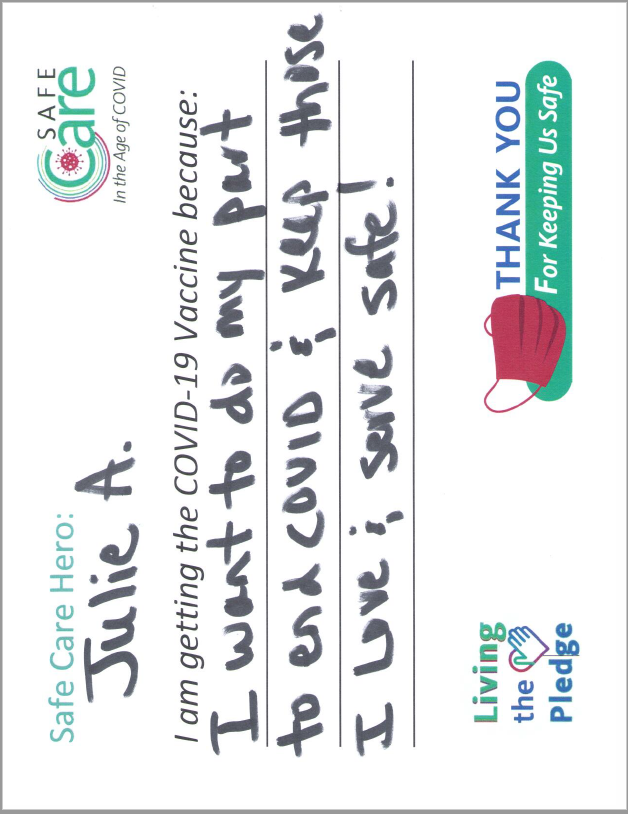 Safe Care Hero:
Julie A.
SAFE
Care
In the Age of COVID
I am getting the COVID-19 Vaccine because:
I want to do my part
to end COVID & keep those
I love & serve safe!
Living
the
Pledge
THANK YOU
For Keeping Us Safe